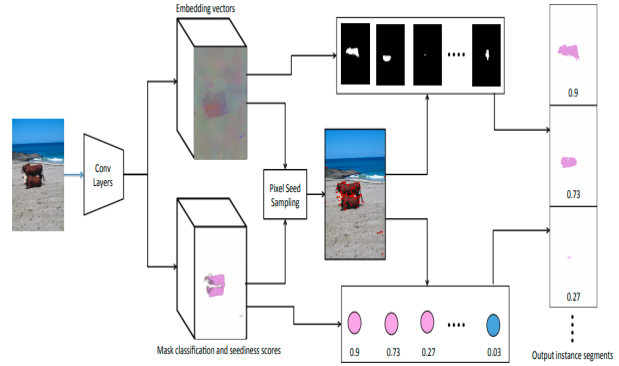 Embedding vectors
Conv
Layers
Pixel Seed
Sampling
Mask classification and seediness scores
0.9
0.73
0.27
0.03
0.9
0.73
0.27
Output instance segments